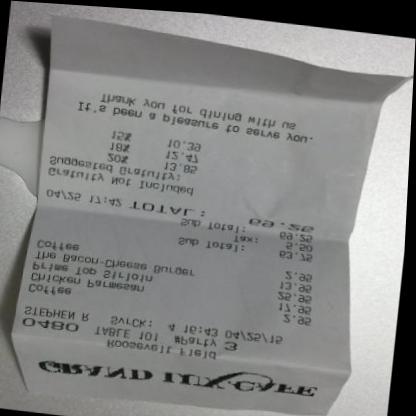 GRAND LUX CAFE
Roosevelt Field
0480 TABLE 101 #Party 3
STEPHEN R SvrCk: 4 16:43 04/25/15
Coffee 2.95
Chicken Parmesan 17.95
Prime Top Sirloin 25.95
The Bacon-Cheese Burger 13.95
Coffee 2.95
Sub Total: 63.75
Tax: 5.50
Sub Total: 69.25
04/25 17:42 TOTAL: 69.25
Gratuity Not Included
Suggested Gratuity:
20% 13.85
18% 12.47
15% 10.39
It's been a pleasure to serve you.
Thank you for dining with us